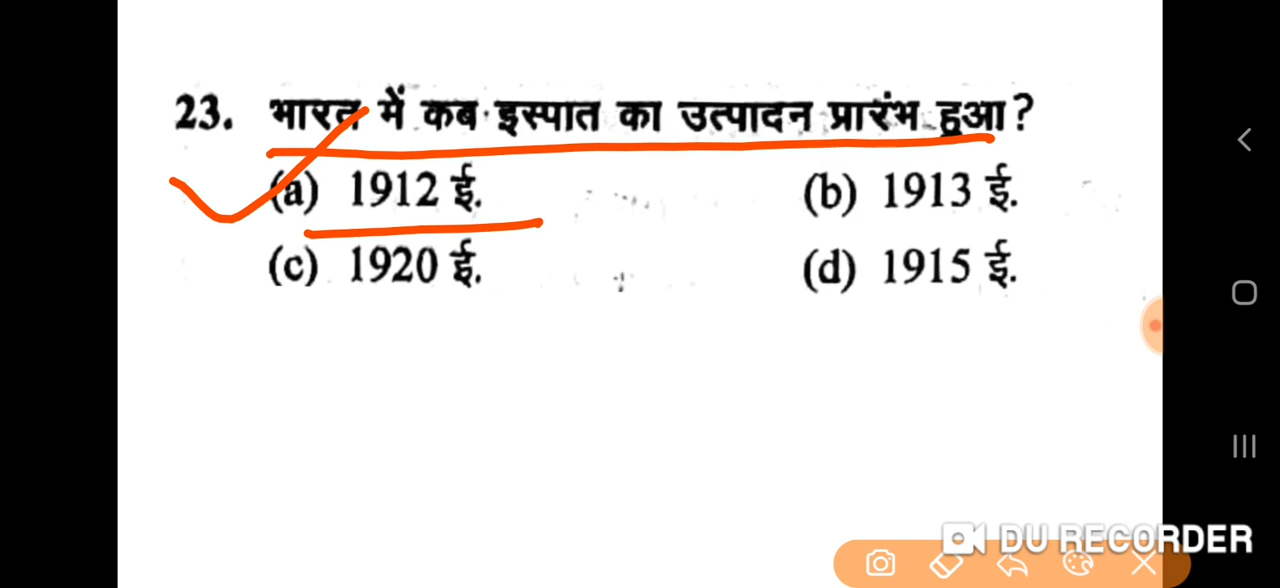 23. भारत में कब इस्पात का उत्पादन प्रारंभ हुआ?
(a) 1912 ई. (b) 1913 ई.
(c) 1920 ई. (d) 1915 ई.
DU RECORDER